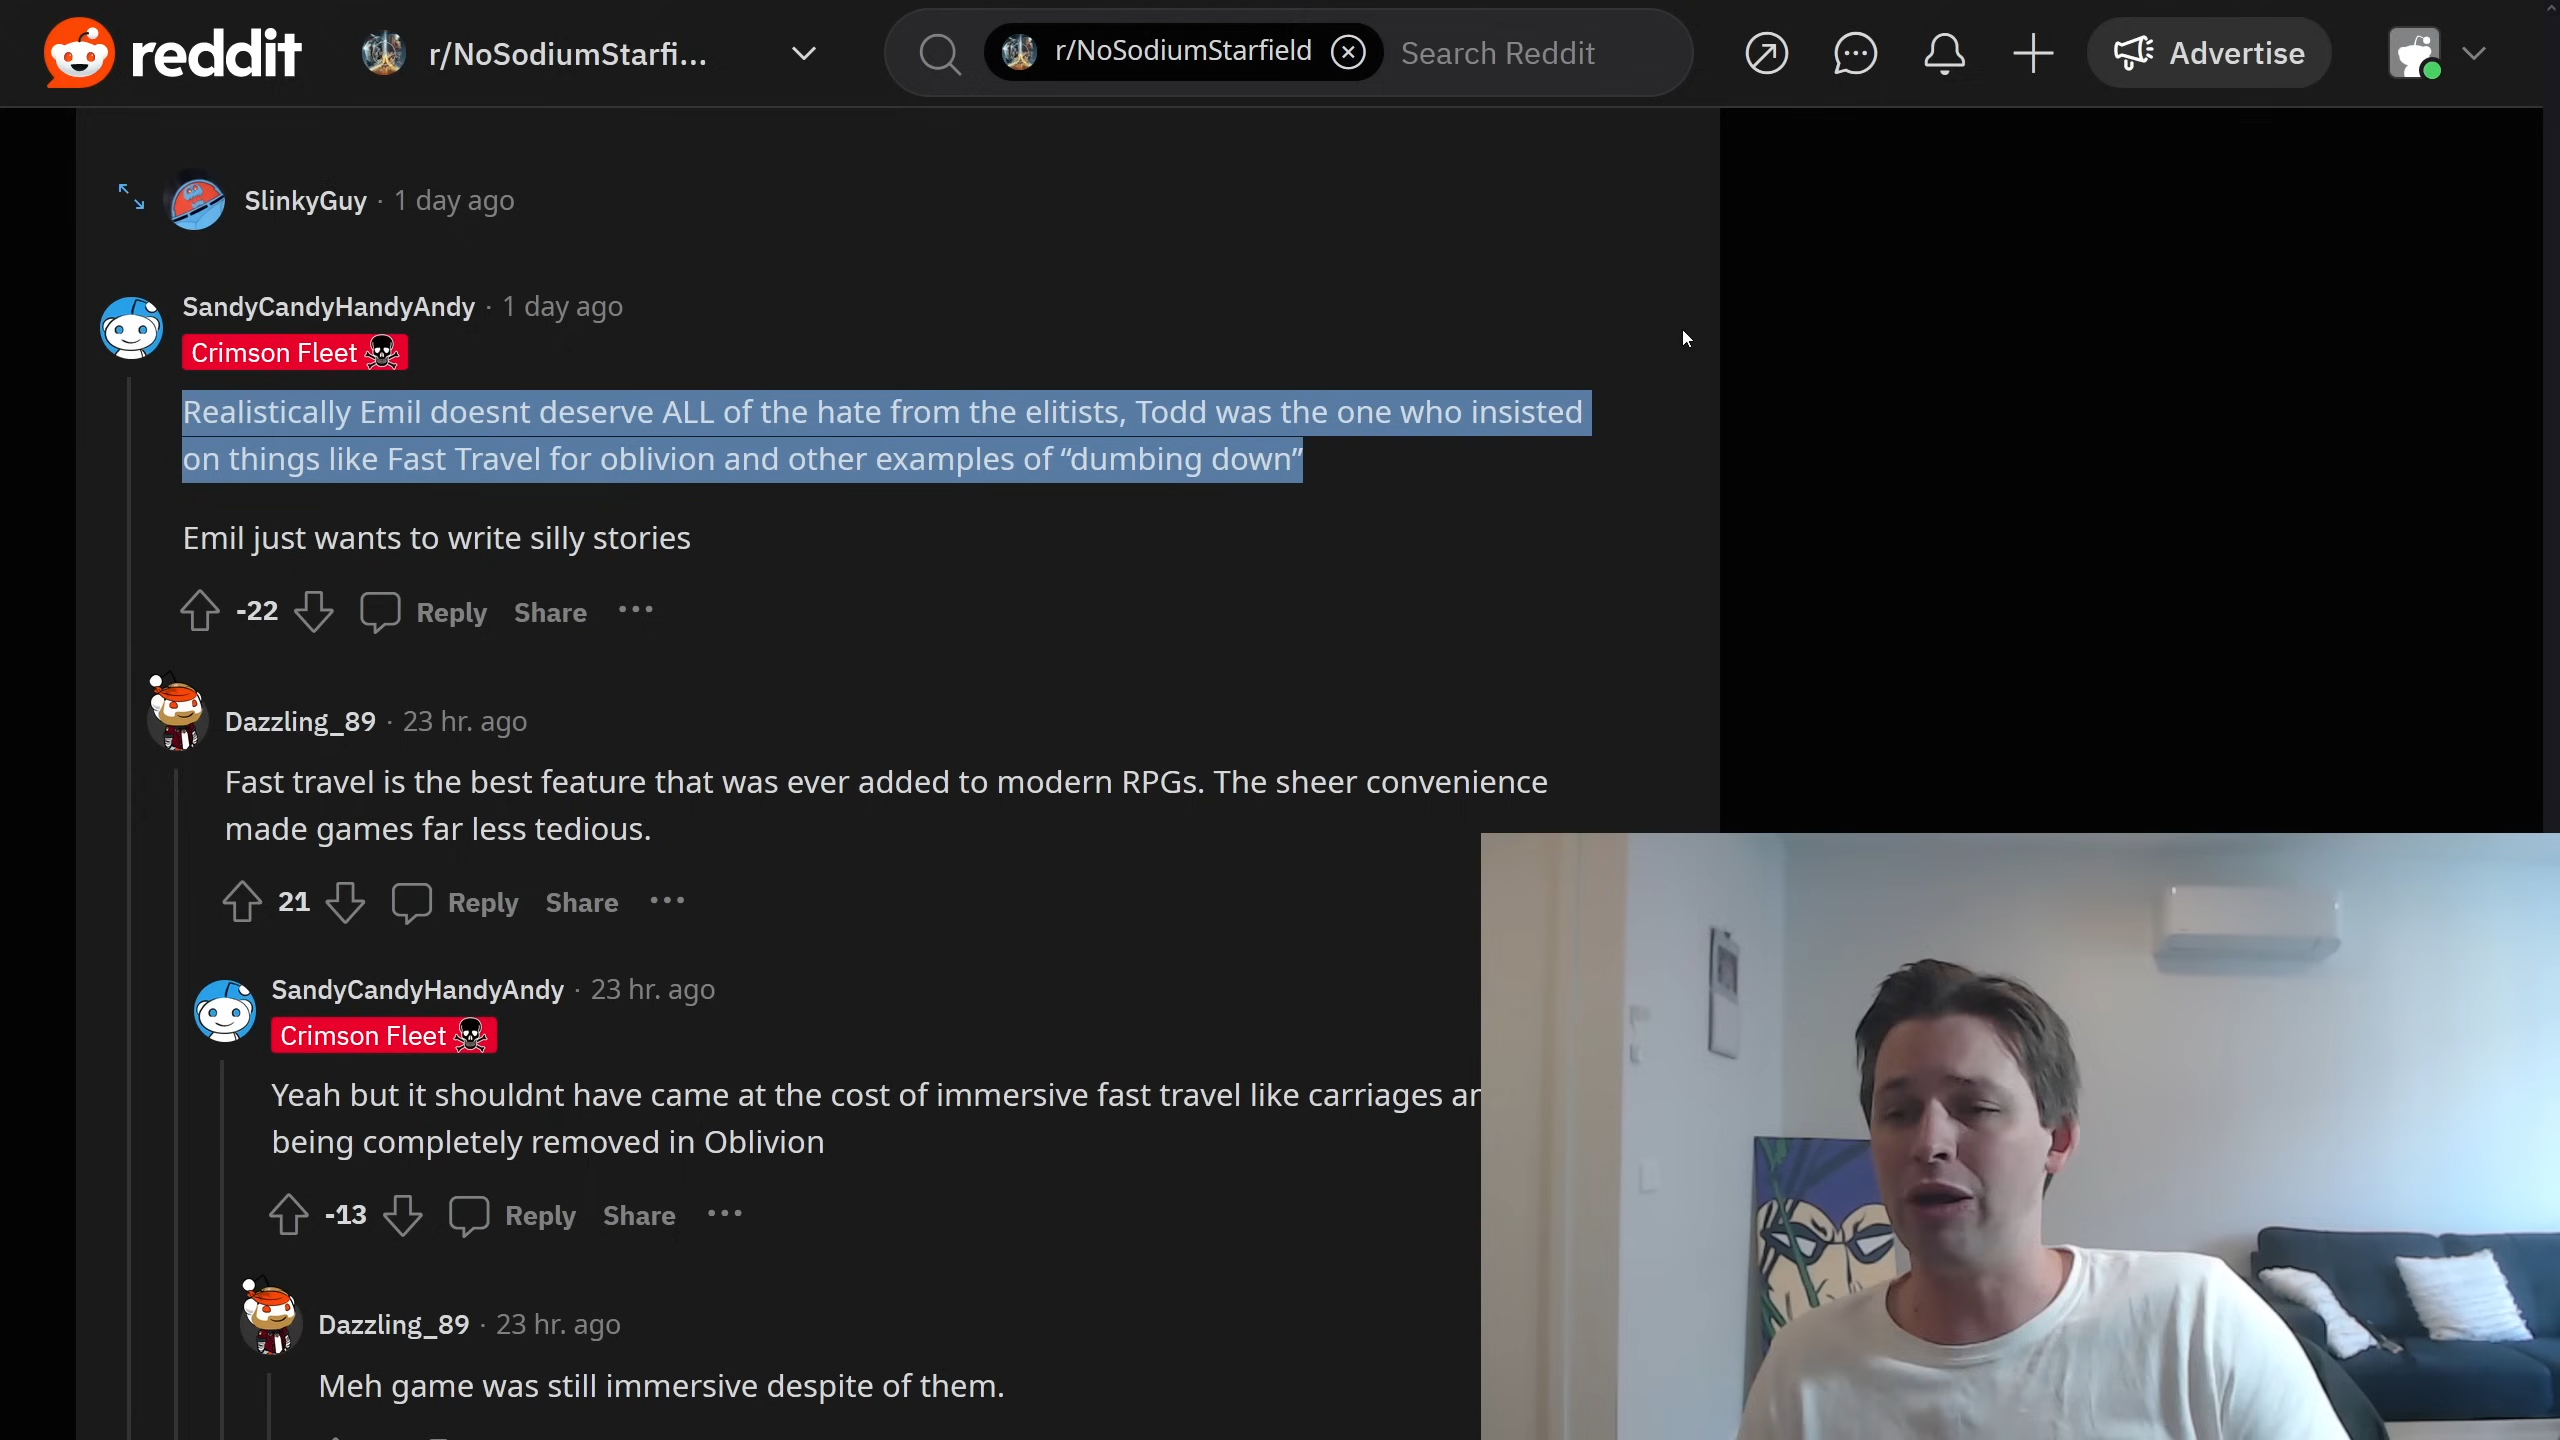 reddit
r/NoSodiumStarfi...
r/NoSodiumStarfield
Search Reddit
Advertise
SlinkyGuy · 1 day ago
SandyCandyHandyAndy · 1 day ago
Crimson Fleet
Realistically Emil doesnt deserve ALL of the hate from the elitists, Todd was the one who insisted
on things like Fast Travel for oblivion and other examples of “dumbing down”
Emil just wants to write silly stories
-22 Reply Share ...
Dazzling_89 · 23 hr. ago
Fast travel is the best feature that was ever added to modern RPGs. The sheer convenience
made games far less tedious.
21 Reply Share ...
SandyCandyHandyAndy · 23 hr. ago
Crimson Fleet
Yeah but it shouldnt have came at the cost of immersive fast travel like carriages
being completely removed in Oblivion
-13 Reply Share ...
Dazzling_89 · 23 hr. ago
Meh game was still immersive despite of them.